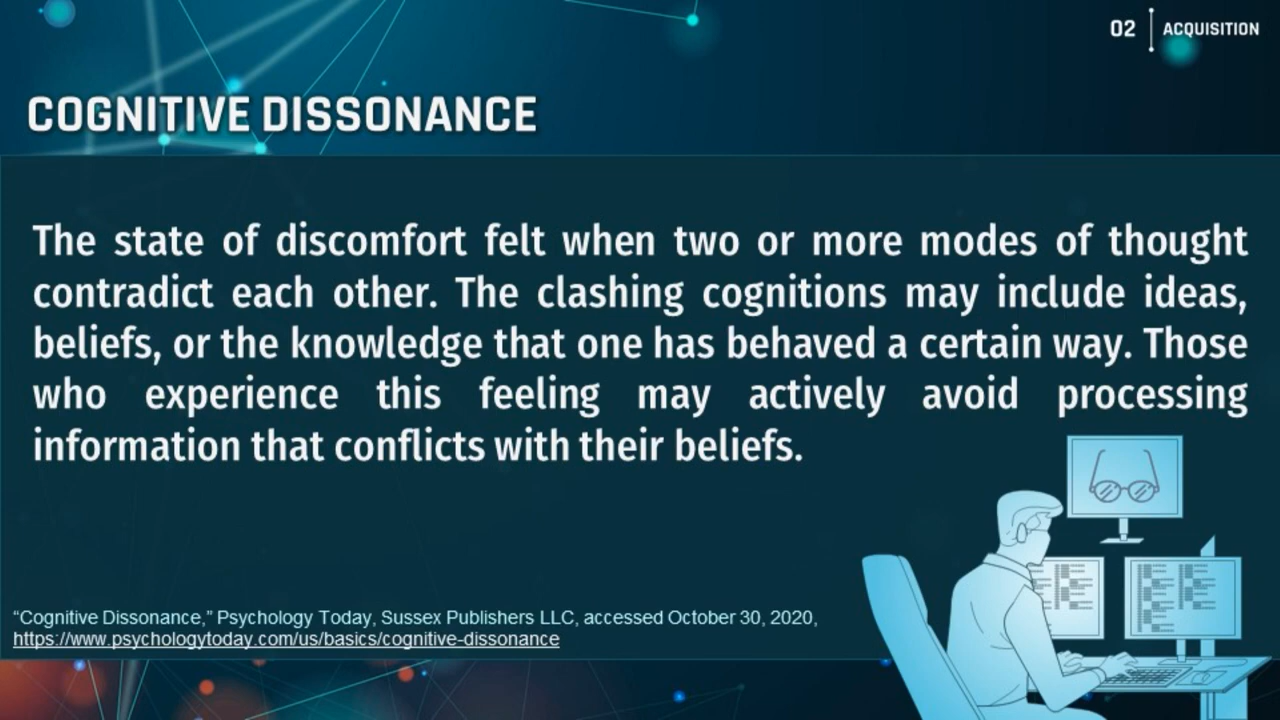 02 ACQUISITION
COGNITIVE DISSONANCE
The state of discomfort felt when two or more modes of thought
contradict each other. The clashing cognitions may include ideas,
beliefs, or the knowledge that one has behaved a certain way. Those
who experience this feeling may actively avoid processing
information that conflicts with their beliefs.
“Cognitive Dissonance,” Psychology Today, Sussex Publishers LLC, accessed October 30, 2020,
https://www.psychologytoday.com/us/basics/cognitive-dissonance